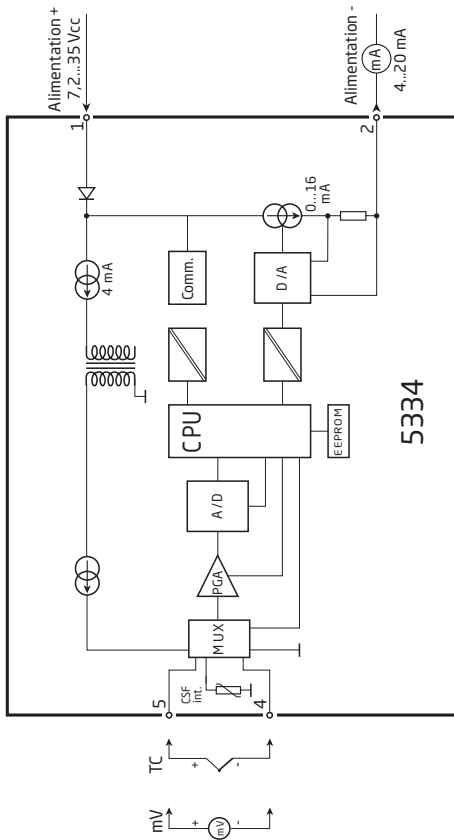 Alimentation +
7,2...35 Vcc
1
4 mA
Comm.
0...16
mA
D/A
Alimentation -
mA
4...20 mA
2
CPU
EEPROM
A/D
PGA
MUX
CSF
int.
5
4
TC
+
-
mV
+
mV
-
5334